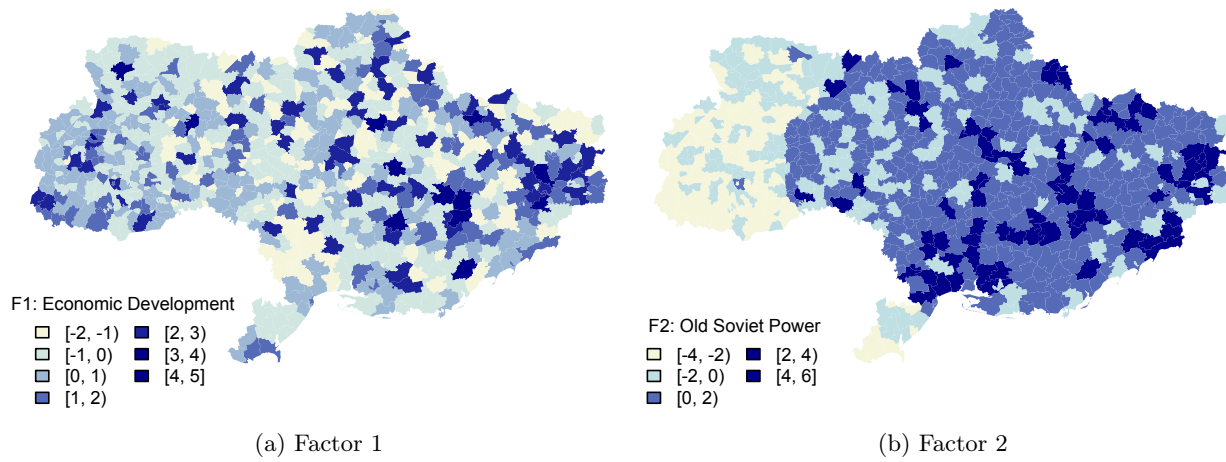 F1: Economic Development
[-2, -1) [2, 3)
[-1, 0) [3, 4)
[0, 1) [4, 5]
[1, 2)
F2: Old Soviet Power
[-4, -2) [2, 4)
[-2, 0) [4, 6]
[0, 2)
(a) Factor 1
(b) Factor 2